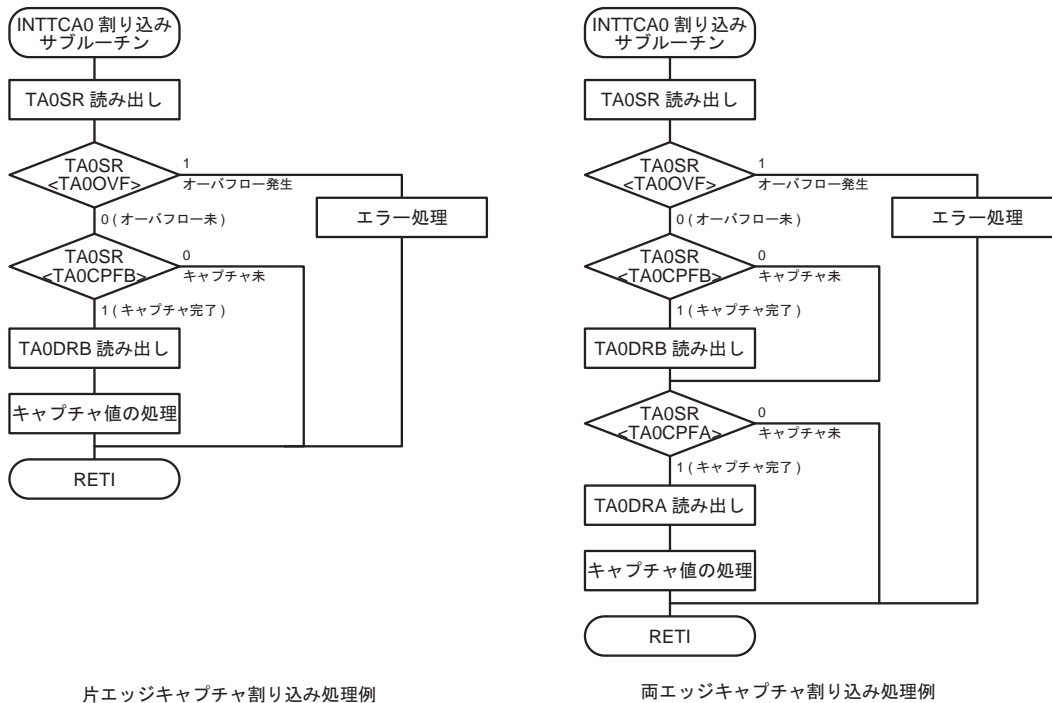 INTTCA0 割り込み
サブルーチン
TA0SR 読み出し
TA0SR
<TA0OVF>
1
オーバフロー発生
0 ( オーバフロー未 )
エラー処理
TA0SR
<TA0CPFB>
0
キャプチャ未
1 ( キャプチャ完了 )
TA0DRB 読み出し
キャプチャ値の処理
RETI
片エッジキャプチャ割り込み処理例
INTTCA0 割り込み
サブルーチン
TA0SR 読み出し
TA0SR
<TA0OVF>
1
オーバフロー発生
0 ( オーバフロー未 )
エラー処理
TA0SR
<TA0CPFB>
0
キャプチャ未
1 ( キャプチャ完了 )
TA0DRB 読み出し
TA0SR
<TA0CPFA>
0
キャプチャ未
1 ( キャプチャ完了 )
TA0DRA 読み出し
キャプチャ値の処理
RETI
両エッジキャプチャ割り込み処理例